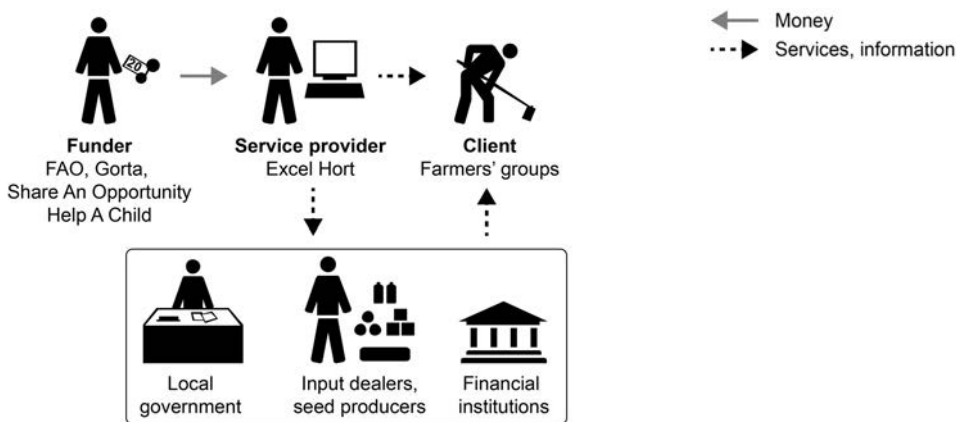 Money
Services, information
20
Funder
FAO, Gorta,
Share An Opportunity
Help A Child
Service provider
Excel Hort
Client
Farmers' groups
Local
government
Input dealers,
seed producers
Financial
institutions